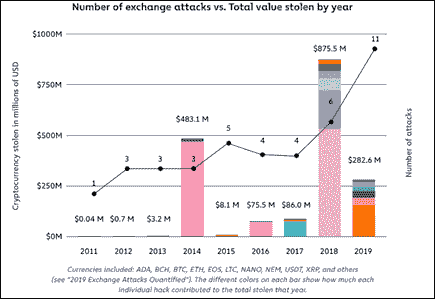 Number of exchange attacks vs. Total value stolen by year
$1000M
$750M
$500M
$250M
$0M
Cryptocurrency stolen in millions of USD
Number of attacks
1
3
3
3
5
4
4
6
11
$0.04 M
$0.7 M
$3.2 M
$483.1 M
$8.1 M
$75.5 M
$86.0 M
$875.5 M
$282.6 M
2011
2012
2013
2014
2015
2016
2017
2018
2019
Currencies included: ADA, BCH, BTC, ETH, EOS, LTC, NANO, NEM, USDT, XRP, and others
(see "2019 Exchange Attacks Quantified"). The different colors on each bar show how much each
individual hack contributed to the total stolen that year.